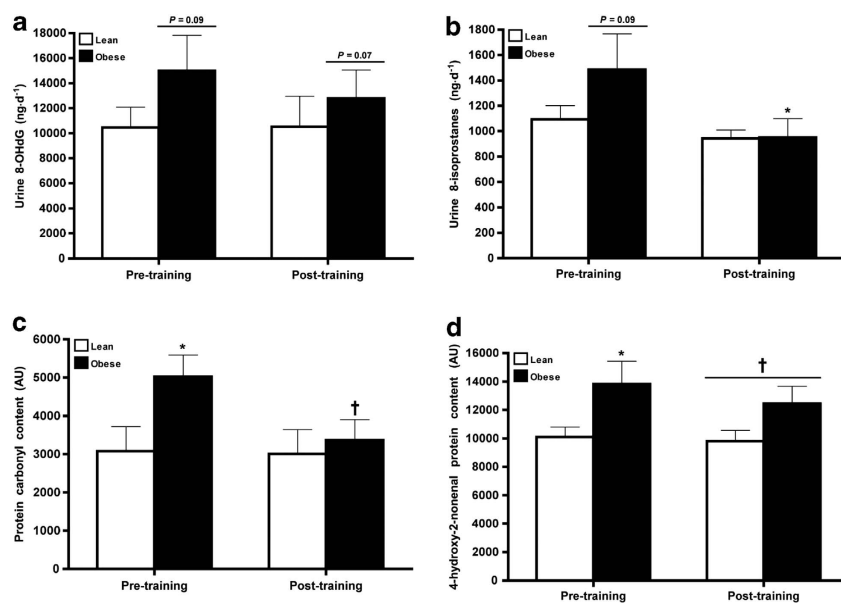 a
Urine 8-OHdG (ng·d⁻¹)
18000
16000
14000
12000
10000
8000
6000
4000
2000
0
Lean
Obese
P = 0.09
P = 0.07
Pre-training
Post-training
b
Urine 8-isoprostanes (ng·d⁻¹)
1800
1600
1400
1200
1000
800
600
400
200
0
Lean
Obese
P = 0.09
*
Pre-training
Post-training
c
Protein carbonyl content (AU)
6000
5000
4000
3000
2000
1000
0
Lean
Obese
*
†
Pre-training
Post-training
d
4-hydroxy-2-nonenal protein content (AU)
16000
14000
12000
10000
8000
6000
4000
2000
0
Lean
Obese
*
†
Pre-training
Post-training